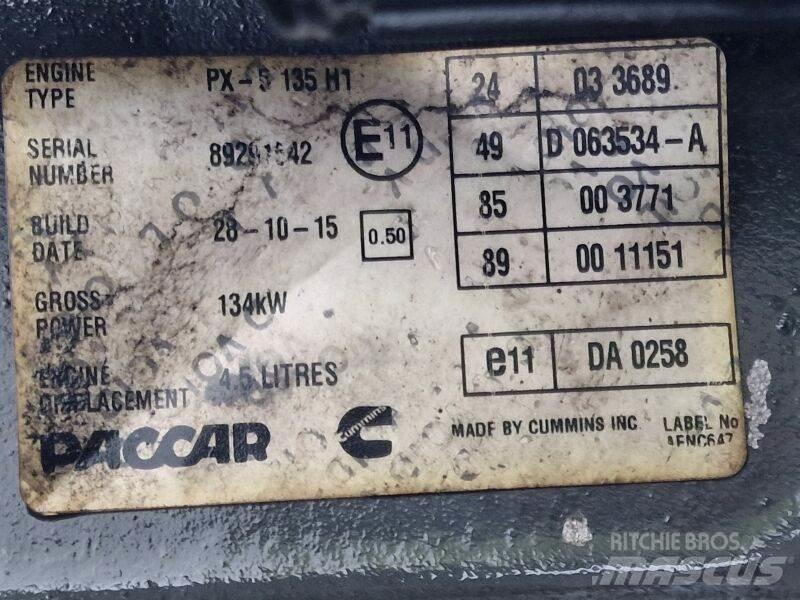 ENGINE TYPE PX-5 135 H1
SERIAL NUMBER
E11
BUILD DATE 28-10-15 0.50
GROSS POWER 134kW
ENGINE DISPLACEMENT 4.5 LITRES
PACCAR Cummins
24 03 3689
49 D 063534-A
85 00 3771
89 00 11151
e11 DA 0258
MADE BY CUMMINS INC.
LABEL No
RITCHIE BROS.
MASCUS